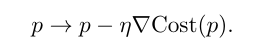 p → p − η∇Cost(p).